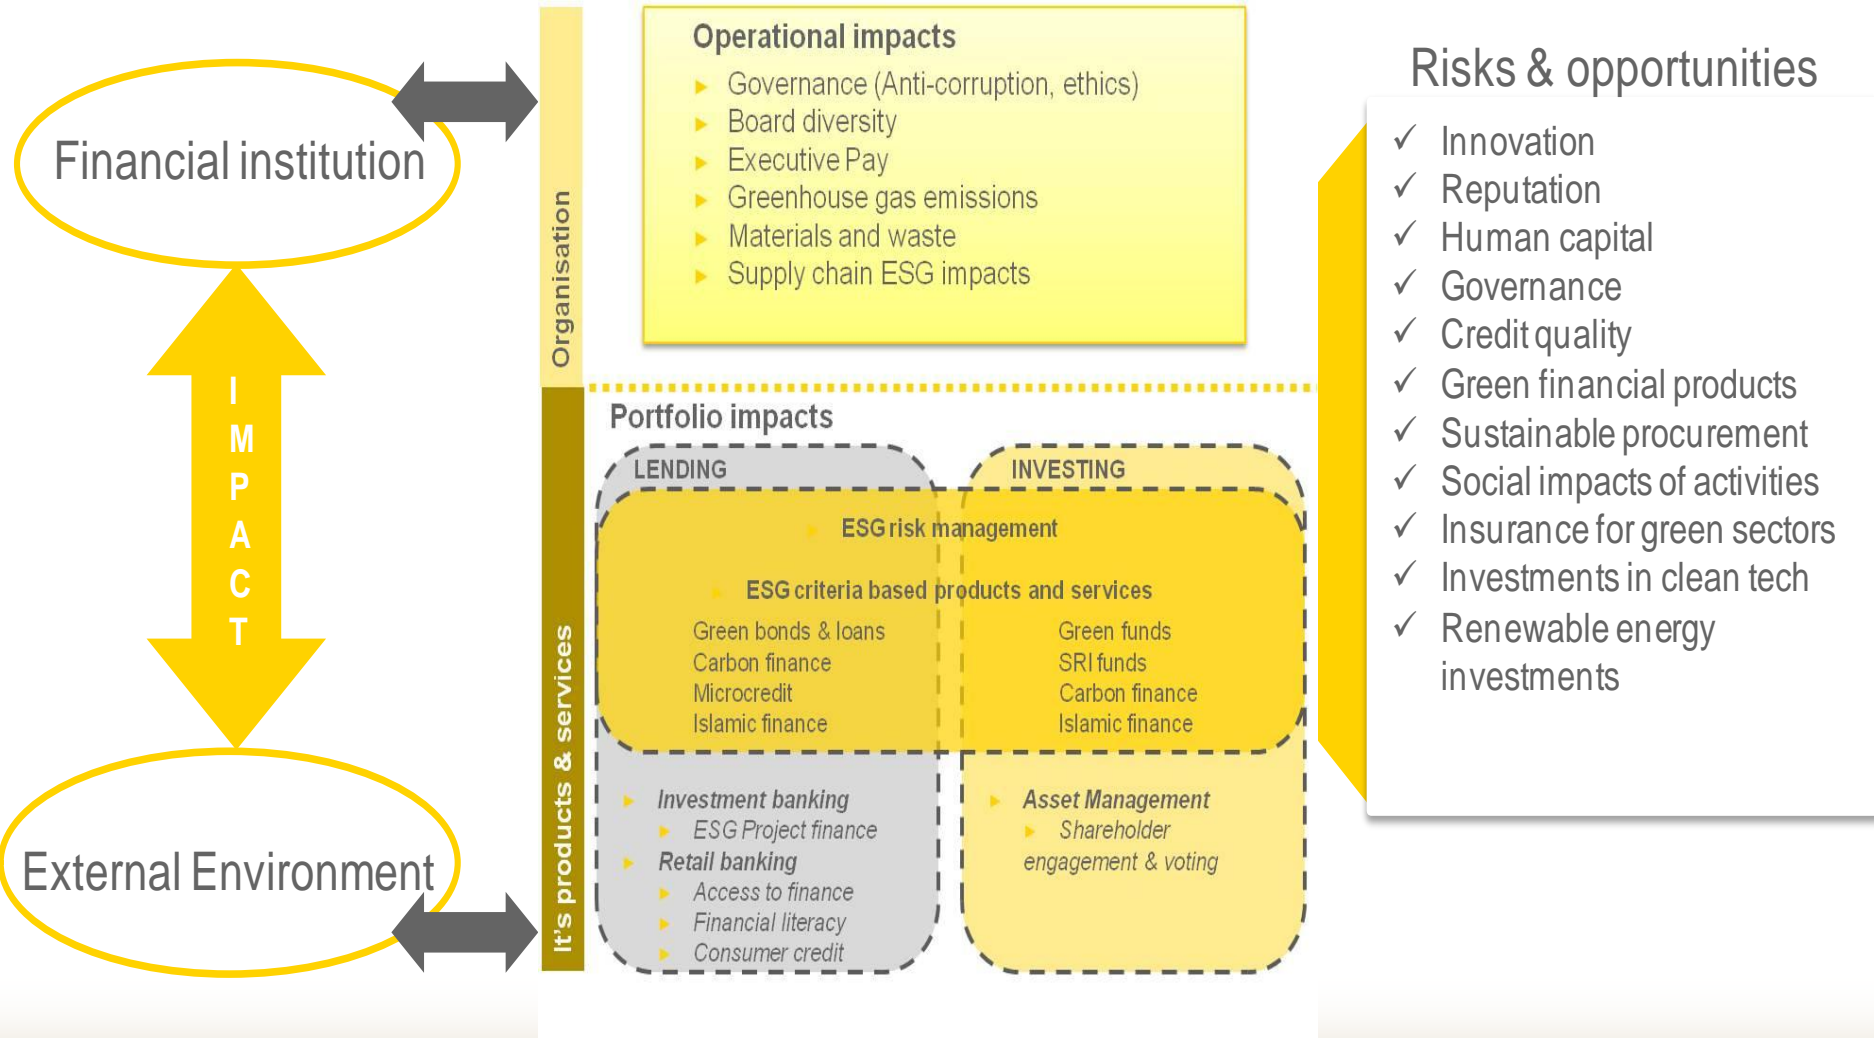 Financial institution
I
M
P
A
C
T
External Environment
Organisation
It's products & services
Operational impacts
Governance (Anti-corruption, ethics)
Board diversity
Executive Pay
Greenhouse gas emissions
Materials and waste
Supply chain ESG impacts
Portfolio impacts
LENDING
INVESTING
ESG risk management
ESG criteria based products and services
Green bonds & loans
Carbon finance
Microcredit
Islamic finance
Green funds
SRI funds
Carbon finance
Islamic finance
Investment banking
ESG Project finance
Retail banking
Access to finance
Financial literacy
Consumer credit
Asset Management
Shareholder
engagement & voting
Risks & opportunities
Innovation
Reputation
Human capital
Governance
Credit quality
Green financial products
Sustainable procurement
Social impacts of activities
Insurance for green sectors
Investments in clean tech
Renewable energy
investments